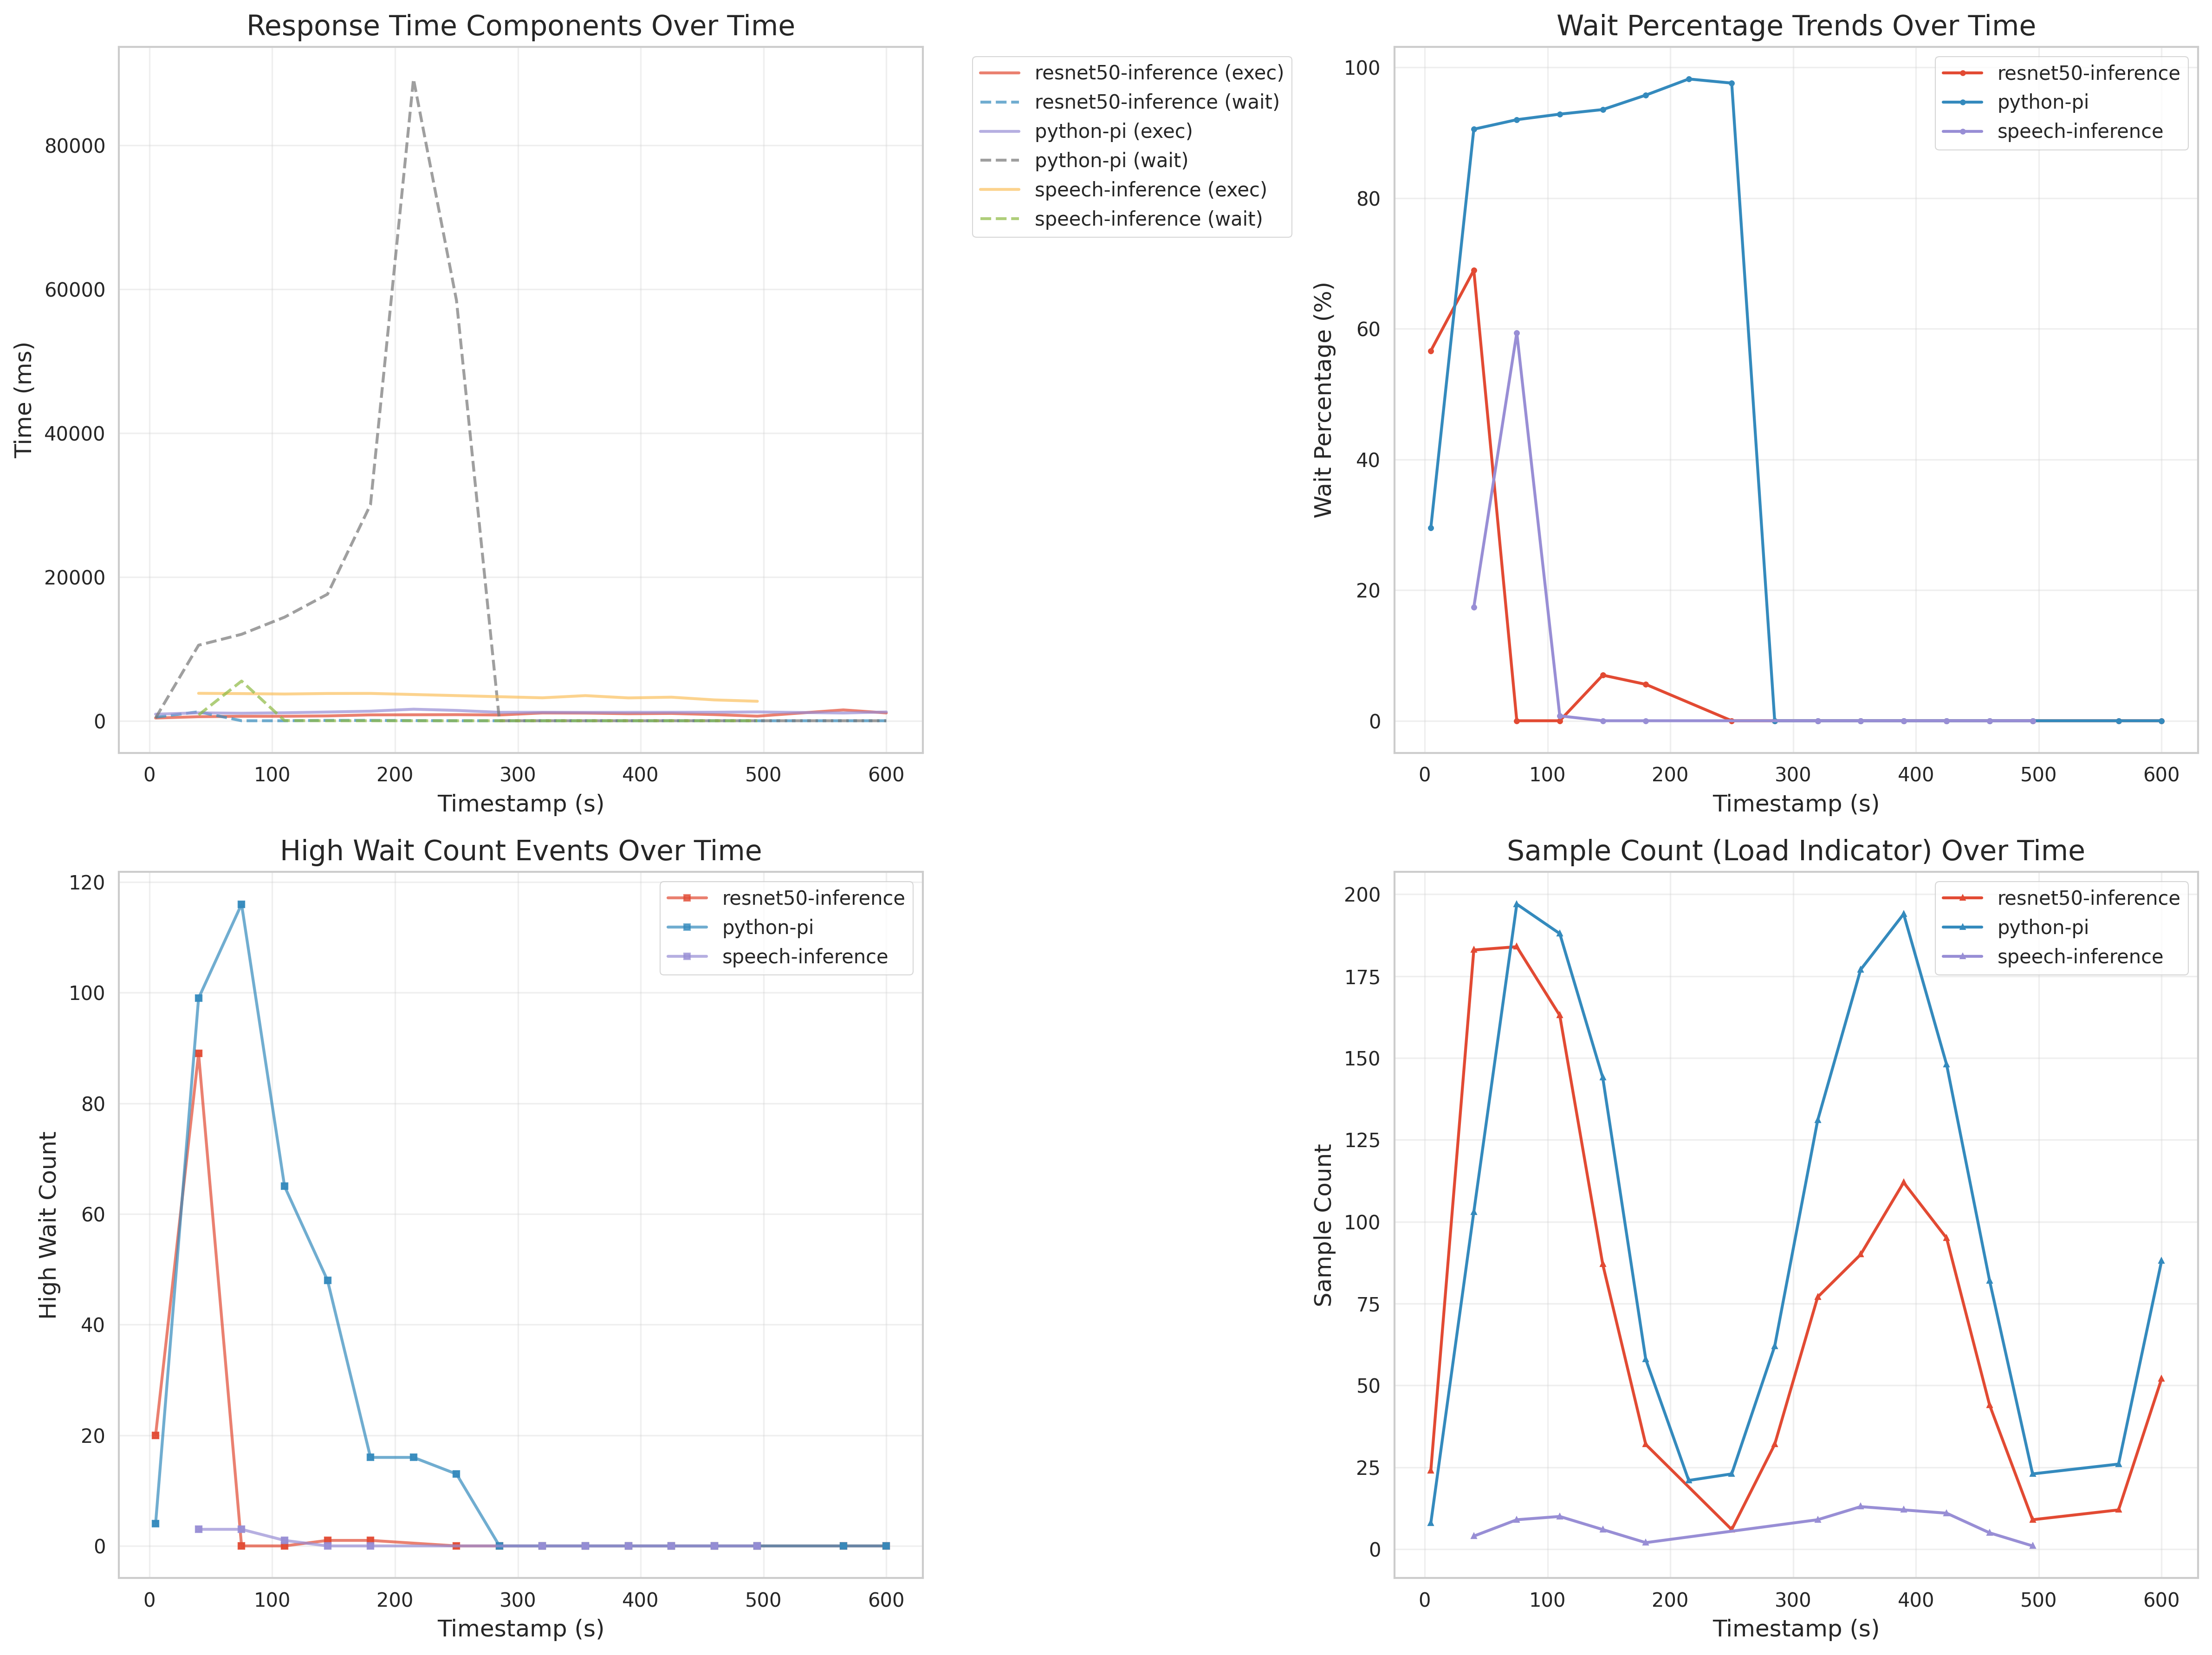 Response Time Components Over Time
Time (ms)
80000
60000
40000
20000
0
0 100 200 300 400 500 600
Timestamp (s)
resnet50-inference (exec)
resnet50-inference (wait)
python-pi (exec)
python-pi (wait)
speech-inference (exec)
speech-inference (wait)
Wait Percentage Trends Over Time
Wait Percentage (%)
100
80
60
40
20
0
0 100 200 300 400 500 600
Timestamp (s)
resnet50-inference
python-pi
speech-inference
High Wait Count Events Over Time
High Wait Count
120
100
80
60
40
20
0
0 100 200 300 400 500 600
Timestamp (s)
resnet50-inference
python-pi
speech-inference
Sample Count (Load Indicator) Over Time
Sample Count
200
175
150
125
100
75
50
25
0
0 100 200 300 400 500 600
Timestamp (s)
resnet50-inference
python-pi
speech-inference